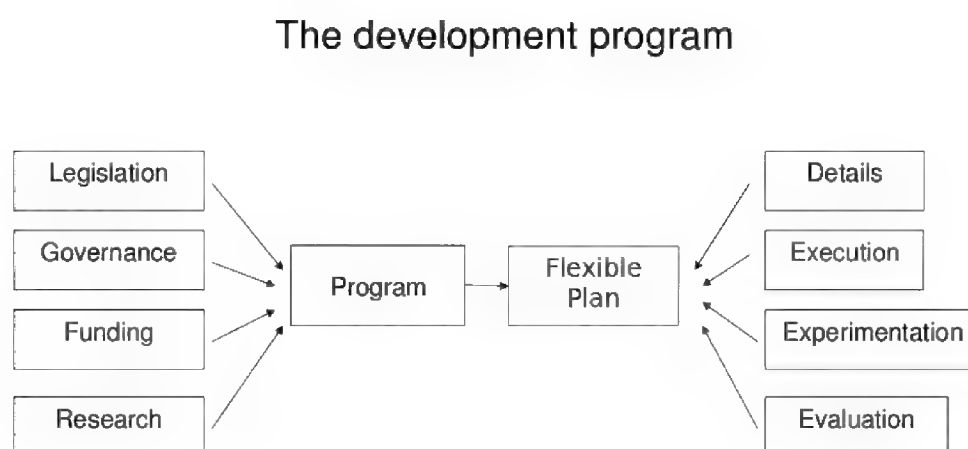 The development program
Legislation
Details
Governance
Execution
Program
Flexible
Plan
Funding
Experimentation
Research
Evaluation